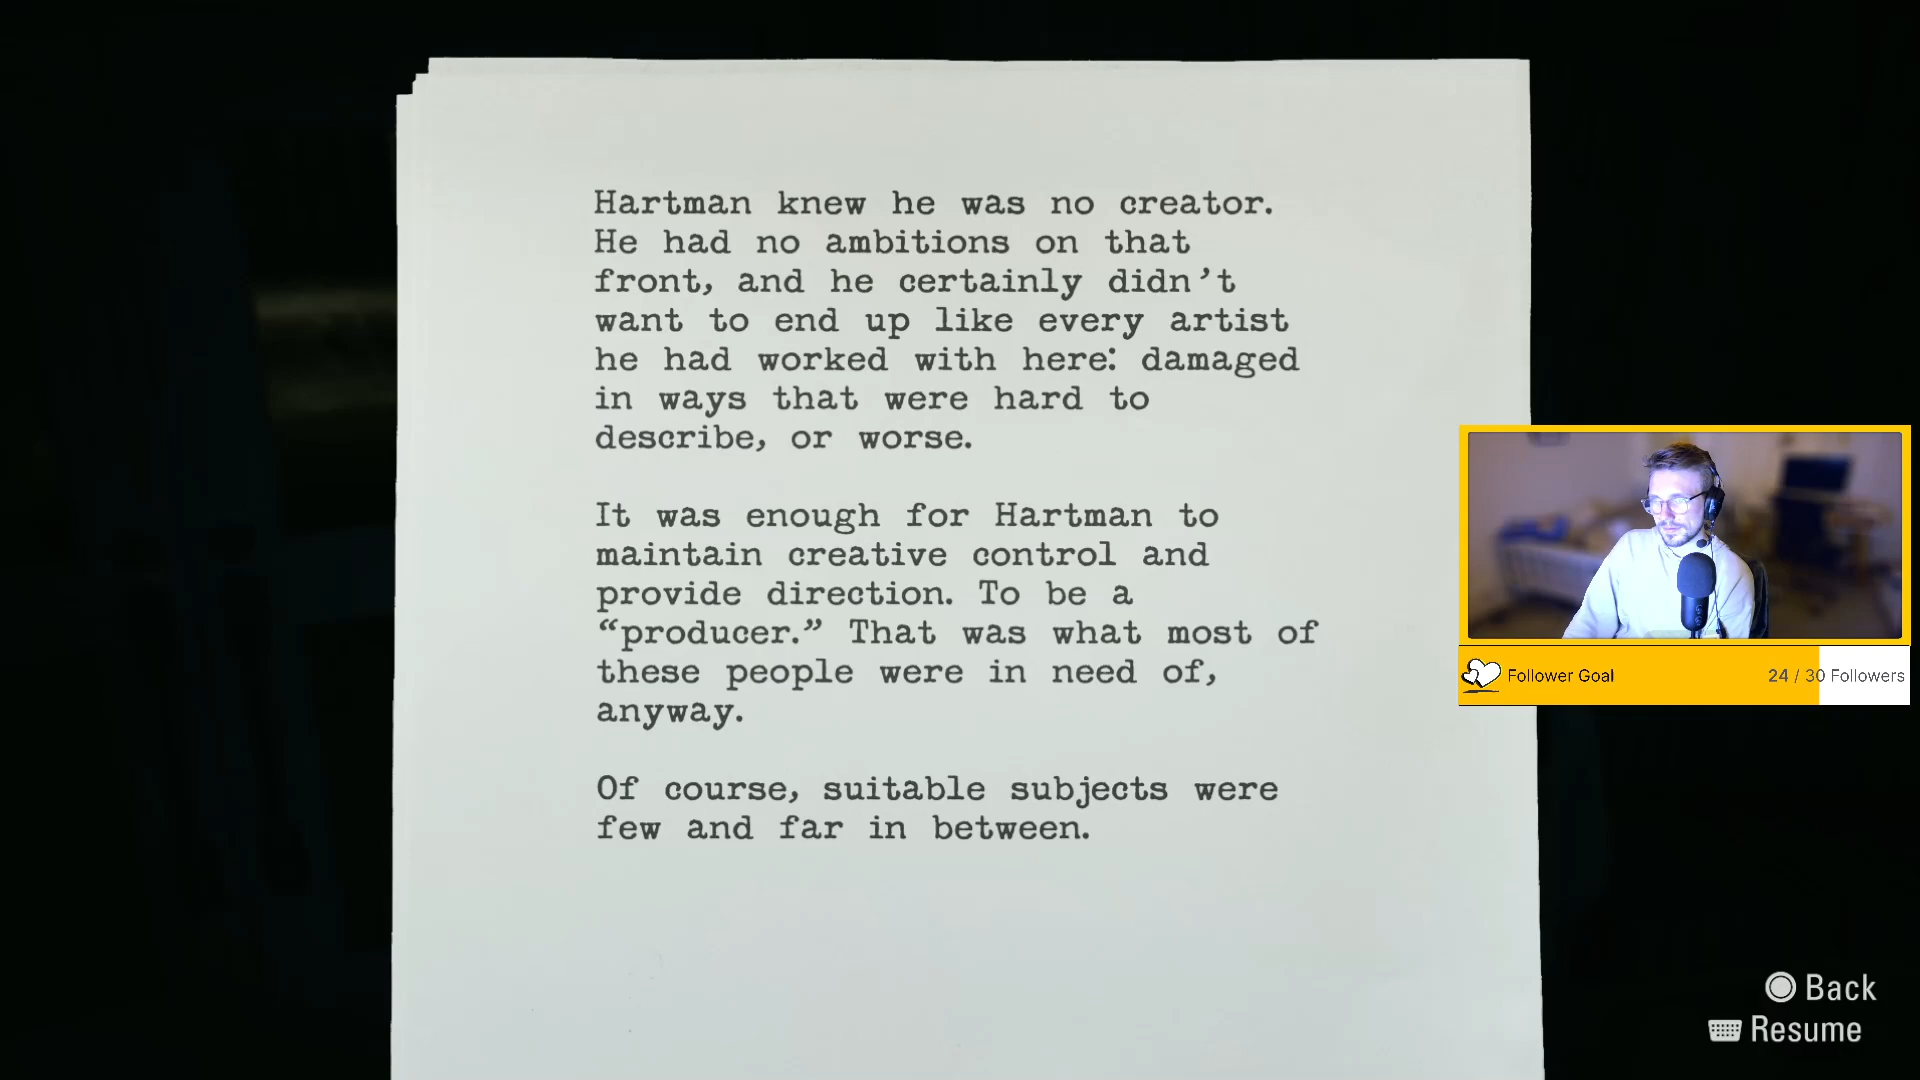 Hartman knew he was no creator.
He had no ambitions on that
front, and he certainly didn’t
want to end up like every artist
he had worked with here: damaged
in ways that were hard to
describe, or worse.
It was enough for Hartman to
maintain creative control and
provide direction. To be a
“producer.” That was what most of
these people were in need of,
anyway.
Of course, suitable subjects were
few and far in between.
Follower Goal
24 / 30 Followers
Back
Resume